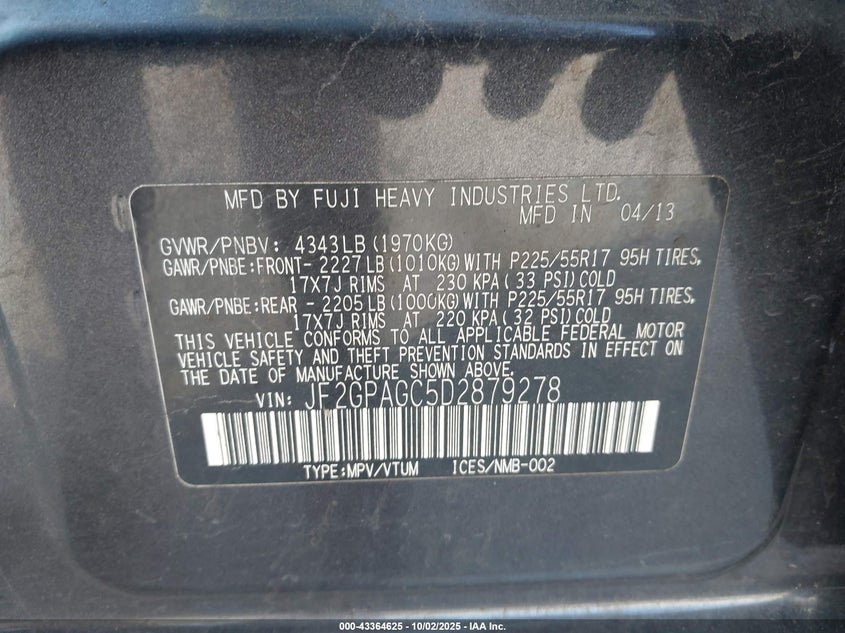 MFD BY FUJI HEAVY INDUSTRIES LTD.
MFD IN 04/13
GVWR/PNBV: 4343LB(1970KG)
GAWR/PNBE:FRONT- 2227LB(1010KG)WITH P225/55R17 95H TIRES,
17X7J RIMS AT 230 KPA(33 PSI)COLD
GAWR/PNBE:REAR - 2205LB(1000KG)WITH P225/55R17 95H TIRES,
17X7J RIMS AT 220 KPA(32 PSI)COLD
THIS VEHICLE CONFORMS TO ALL APPLICABLE FEDERAL MOTOR
VEHICLE SAFETY AND THEFT PREVENTION STANDARDS IN EFFECT ON
THE DATE OF MANUFACTURE SHOWN ABOVE.
VIN: JF2GPAGC5D2879278
TYPE:MPV/VTUM ICES/NMB-002
000-43364625 - 10/02/2025 - IAA Inc.